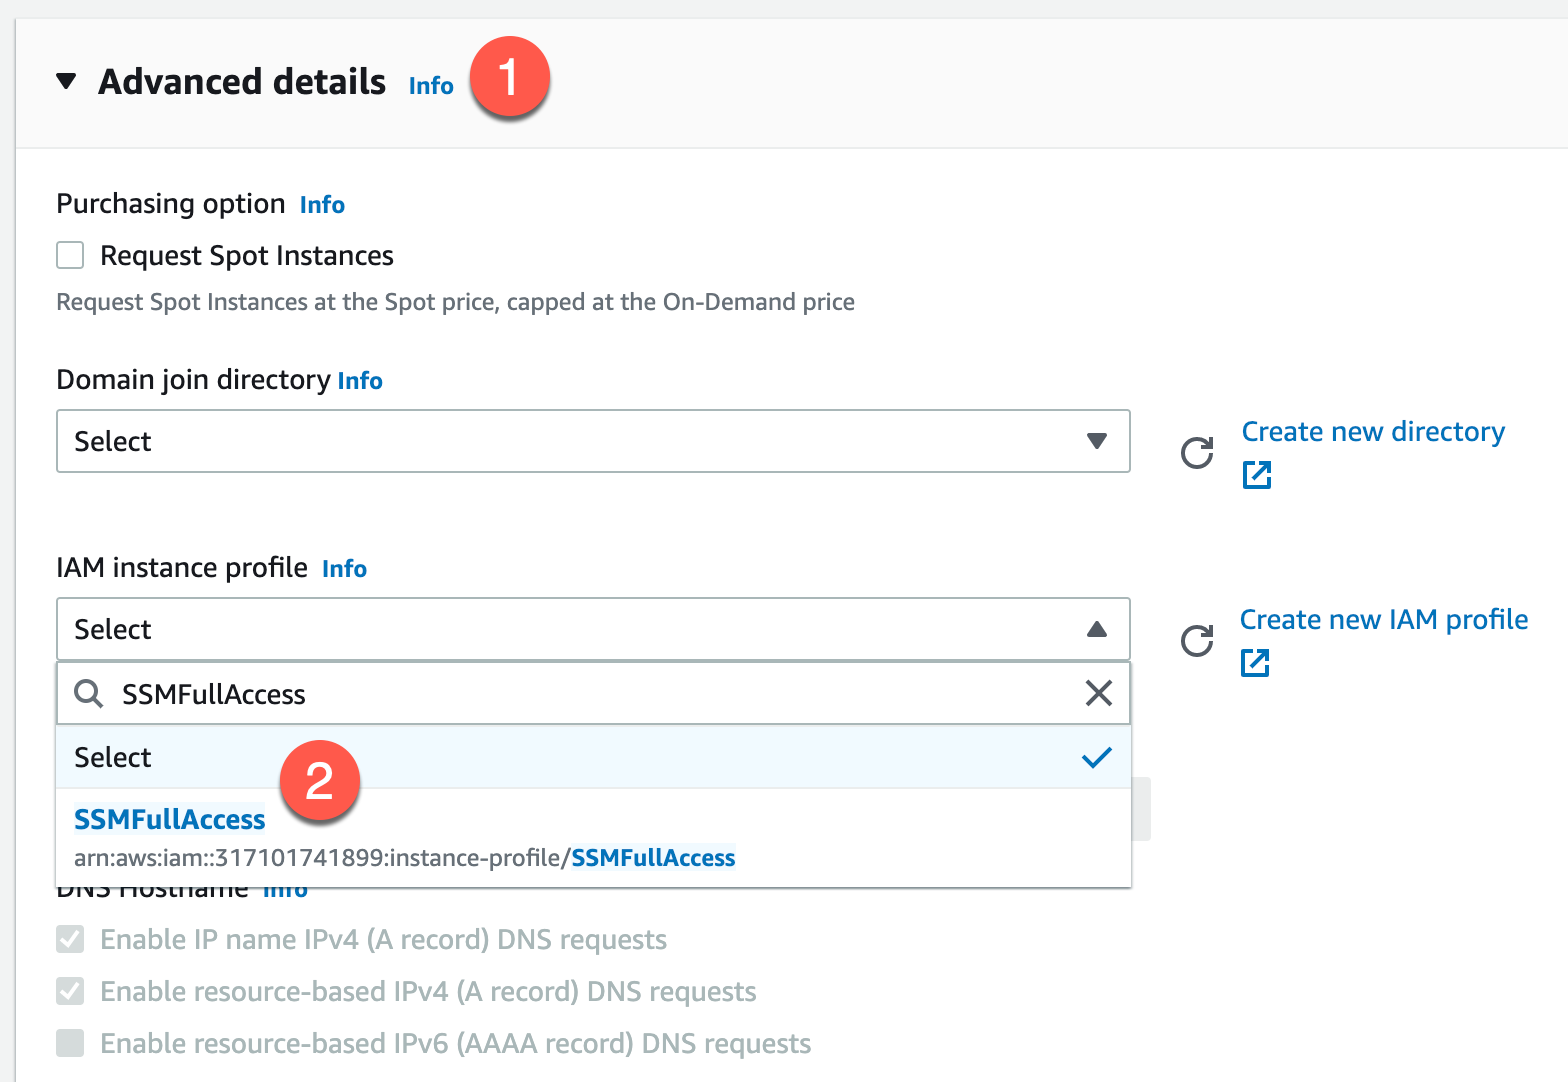 Advanced details Info 1
Purchasing option Info
Request Spot Instances
Request Spot Instances at the Spot price, capped at the On-Demand price
Domain join directory Info
Select
Create new directory
IAM instance profile Info
Select
Create new IAM profile
SSMFullAccess
Select
2
SSMFullAccess
arn:aws:iam::317101741899:instance-profile/SSMFullAccess
DNS Hostname Info
Enable IP name IPv4 (A record) DNS requests
Enable resource-based IPv4 (A record) DNS requests
Enable resource-based IPv6 (AAAA record) DNS requests